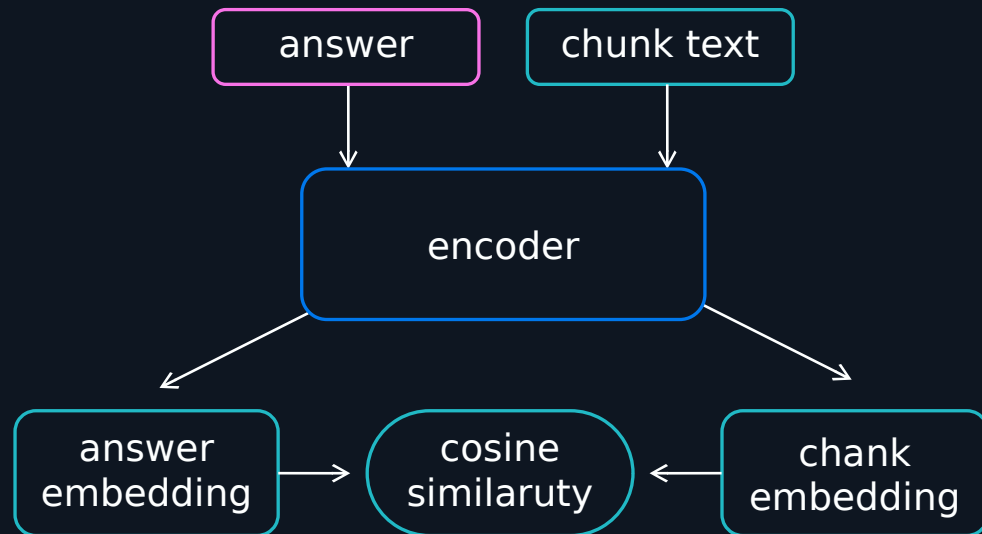 answer
chunk text
encoder
answer
embedding
cosine
similaruty
chank
embedding